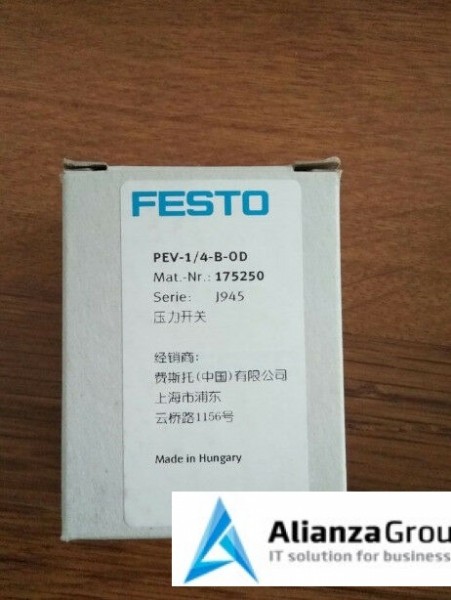 FESTO
PEV-1/4-B-OD
Mat.-Nr.: 175250
Serie: J945
压力开关
经销商:
费斯托(中国)有限公司
上海市浦东
云桥路1156号
Made in Hungary
AlianzaGrou
IT solution for business